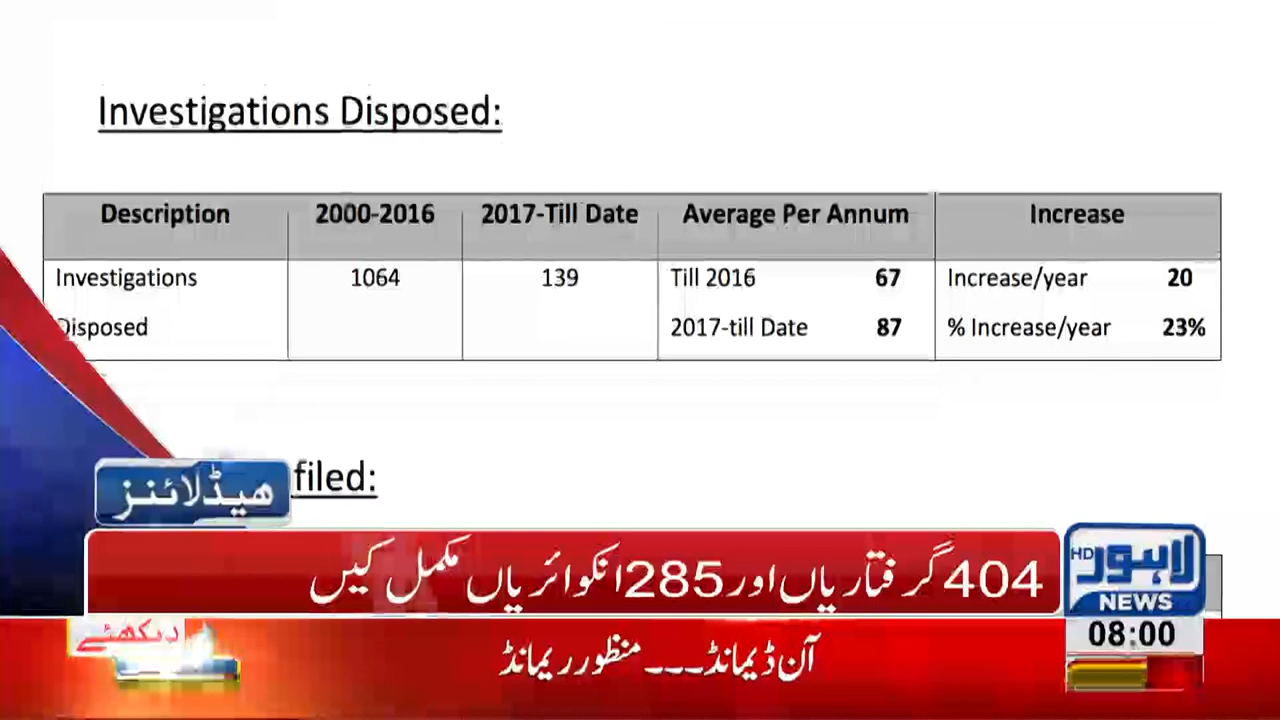 Investigations Disposed:
Description 2000-2016 2017-Till Date Average Per Annum Increase
Investigations 1064 139 Till 2016 67 Increase/year 20
Disposed 2017-till Date 87 % Increase/year 23%
filed:
ھیڈلائنز
404 گرفتاریاں اور 285 انکوائریاں مکمل کیں
HD لاہور
NEWS
08:00
دیکھئے
آن ڈیمانڈ۔۔۔ منظور ریمانڈ